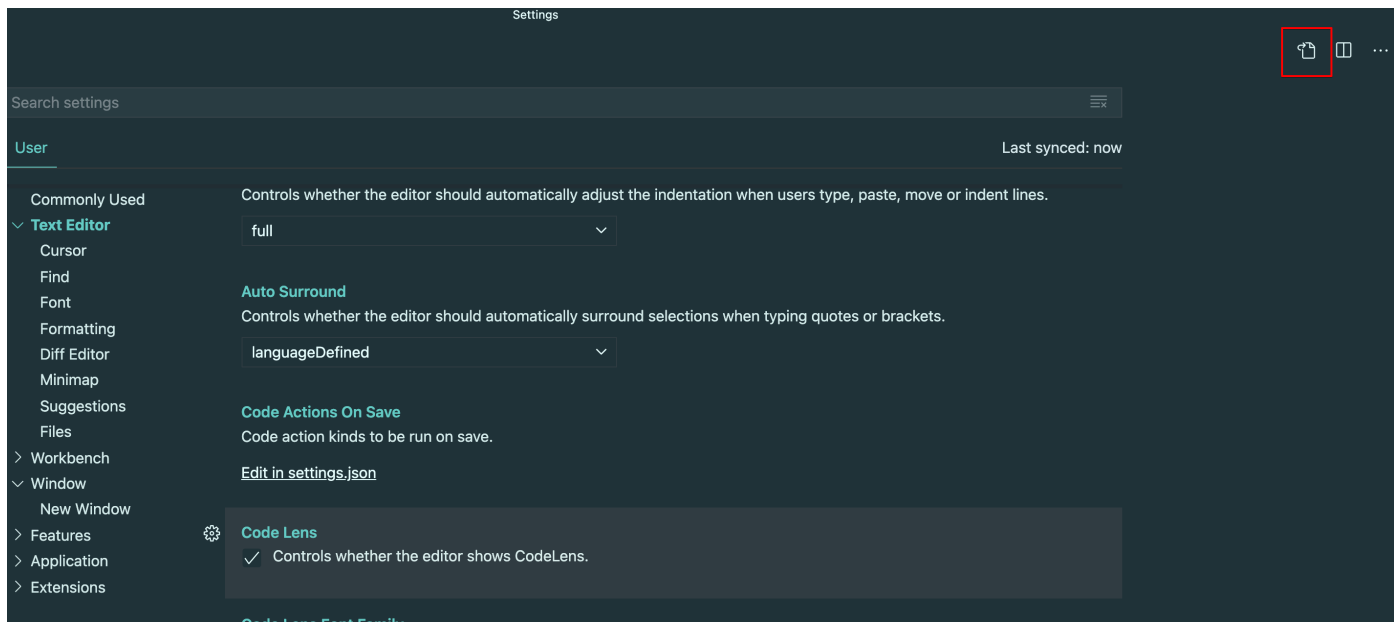 Settings
Search settings
User
Last synced: now
Commonly Used
Text Editor
Cursor
Find
Font
Formatting
Diff Editor
Minimap
Suggestions
Files
Workbench
Window
New Window
Features
Application
Extensions
Controls whether the editor should automatically adjust the indentation when users type, paste, move or indent lines.
full
Auto Surround
Controls whether the editor should automatically surround selections when typing quotes or brackets.
languageDefined
Code Actions On Save
Code action kinds to be run on save.
Edit in settings.json
Code Lens
Controls whether the editor shows CodeLens.
Code Lens Font Family